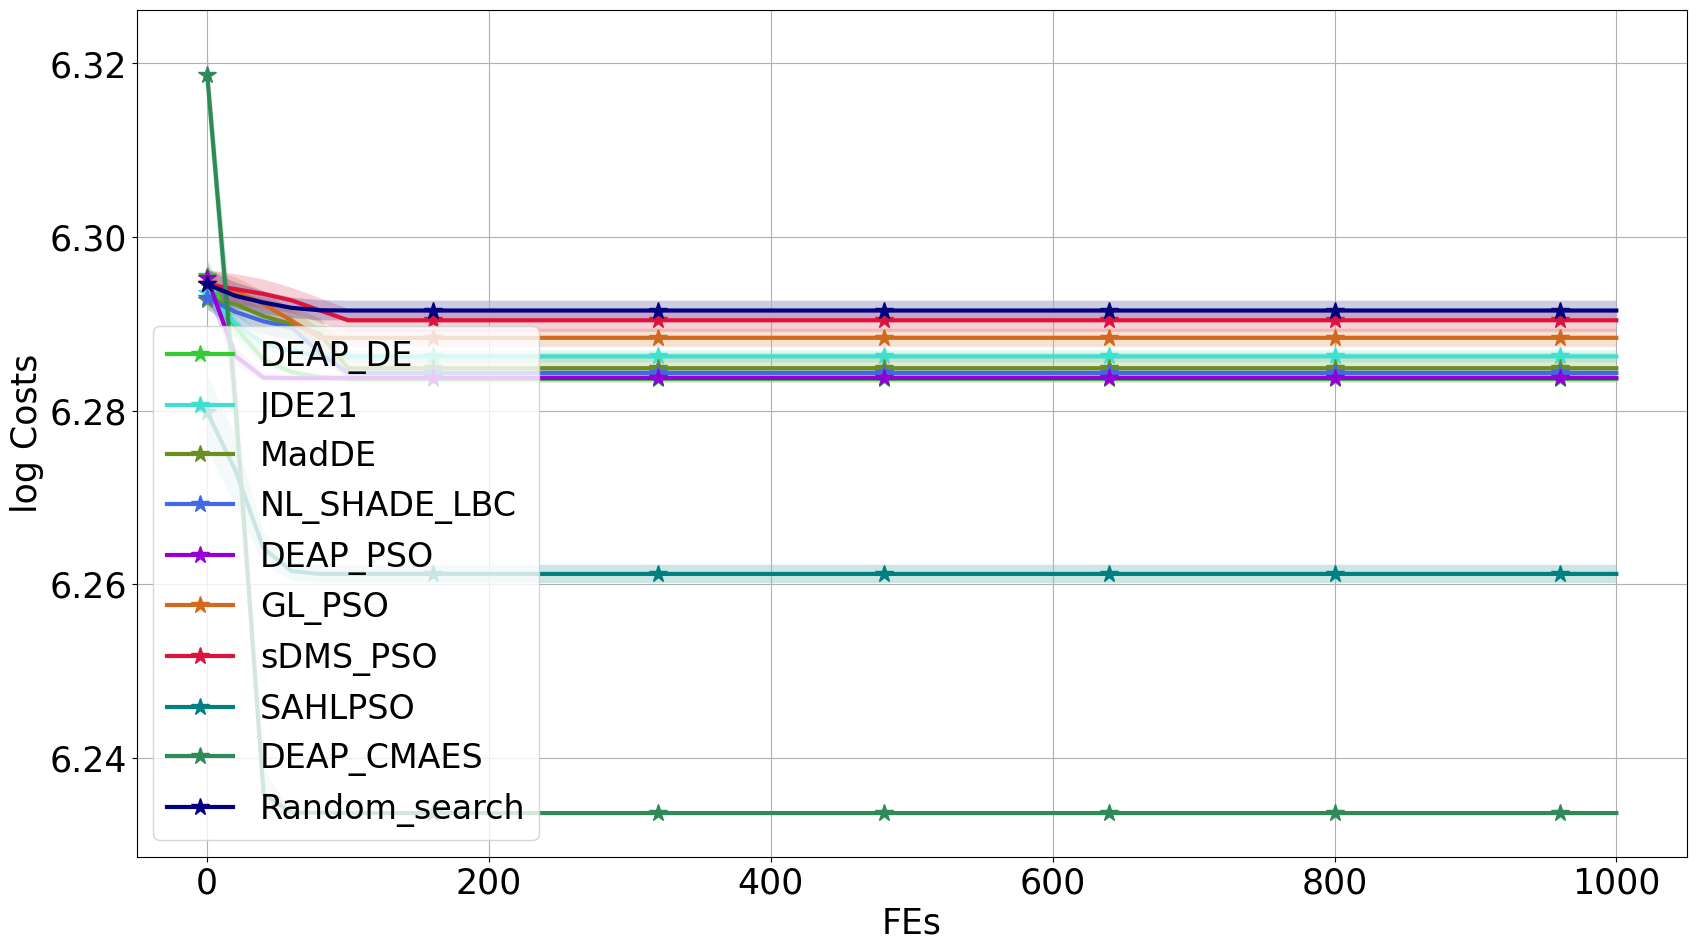 6.32
6.30
6.28
6.26
6.24
log Costs
DEAP_DE
JDE21
MadDE
NL_SHADE_LBC
DEAP_PSO
GL_PSO
sDMS_PSO
SAHLPSO
DEAP_CMAES
Random_search
0
200
400
600
800
1000
FEs